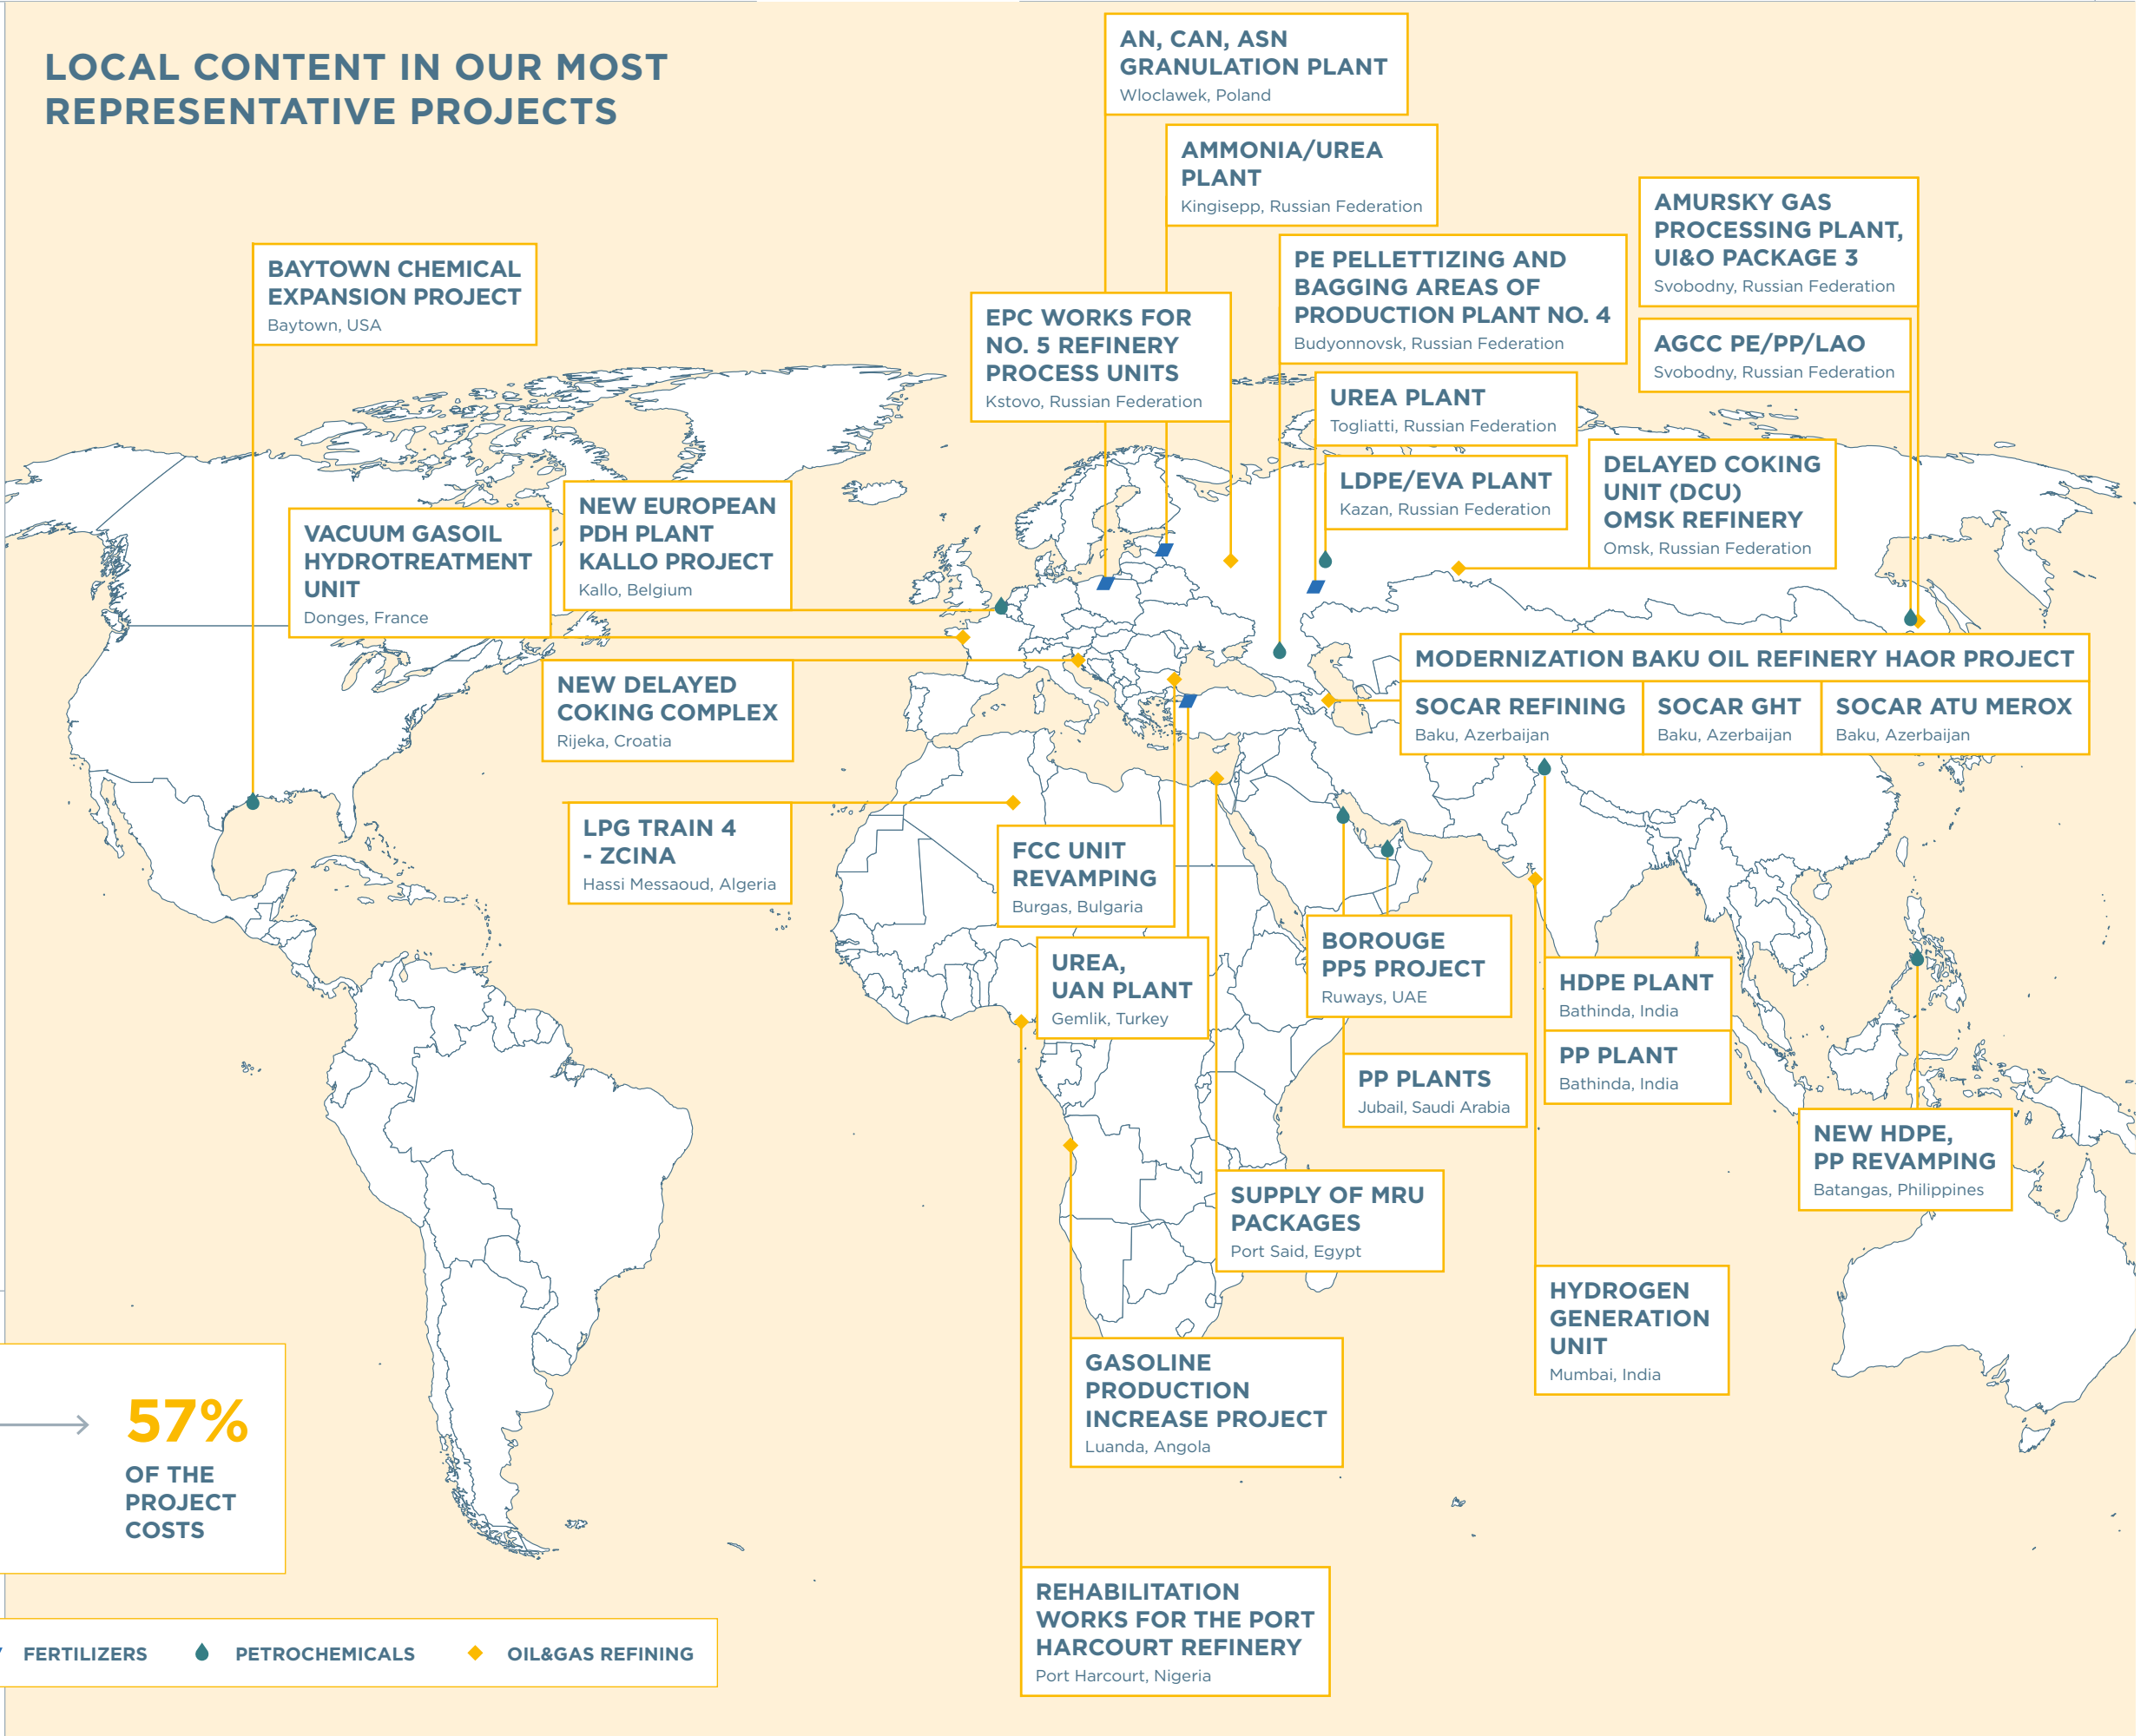 LOCAL CONTENT IN OUR MOST
REPRESENTATIVE PROJECTS
AN, CAN, ASN
GRANULATION PLANT
Wloclawek, Poland
AMMONIA/UREA
PLANT
Kingisepp, Russian Federation
AMURSKY GAS
PROCESSING PLANT,
UI&O PACKAGE 3
Svobodny, Russian Federation
BAYTOWN CHEMICAL
EXPANSION PROJECT
Baytown, USA
PE PELLETTIZING AND
BAGGING AREAS OF
PRODUCTION PLANT NO. 4
Budyonnovsk, Russian Federation
EPC WORKS FOR
NO. 5 REFINERY
PROCESS UNITS
Kstovo, Russian Federation
AGCC PE/PP/LAO
Svobodny, Russian Federation
UREA PLANT
Togliatti, Russian Federation
LDPE/EVA PLANT
Kazan, Russian Federation
DELAYED COKING
UNIT (DCU)
OMSK REFINERY
Omsk, Russian Federation
NEW EUROPEAN
PDH PLANT
KALLO PROJECT
Kallo, Belgium
VACUUM GASOIL
HYDROTREATMENT
UNIT
Donges, France
MODERNIZATION BAKU OIL REFINERY HAOR PROJECT
SOCAR REFINING
Baku, Azerbaijan
SOCAR GHT
Baku, Azerbaijan
SOCAR ATU MEROX
Baku, Azerbaijan
NEW DELAYED
COKING COMPLEX
Rijeka, Croatia
LPG TRAIN 4
- ZCINA
Hassi Messaoud, Algeria
FCC UNIT
REVAMPING
Burgas, Bulgaria
UREA,
UAN PLANT
Gemlik, Turkey
BOROUGE
PP5 PROJECT
Ruways, UAE
HDPE PLANT
Bathinda, India
PP PLANT
Bathinda, India
PP PLANTS
Jubail, Saudi Arabia
NEW HDPE,
PP REVAMPING
Batangas, Philippines
SUPPLY OF MRU
PACKAGES
Port Said, Egypt
HYDROGEN
GENERATION
UNIT
Mumbai, India
GASOLINE
PRODUCTION
INCREASE PROJECT
Luanda, Angola
57%
OF THE
PROJECT
COSTS
REHABILITATION
WORKS FOR THE PORT
HARCOURT REFINERY
Port Harcourt, Nigeria
FERTILIZERS
PETROCHEMICALS
OIL&GAS REFINING